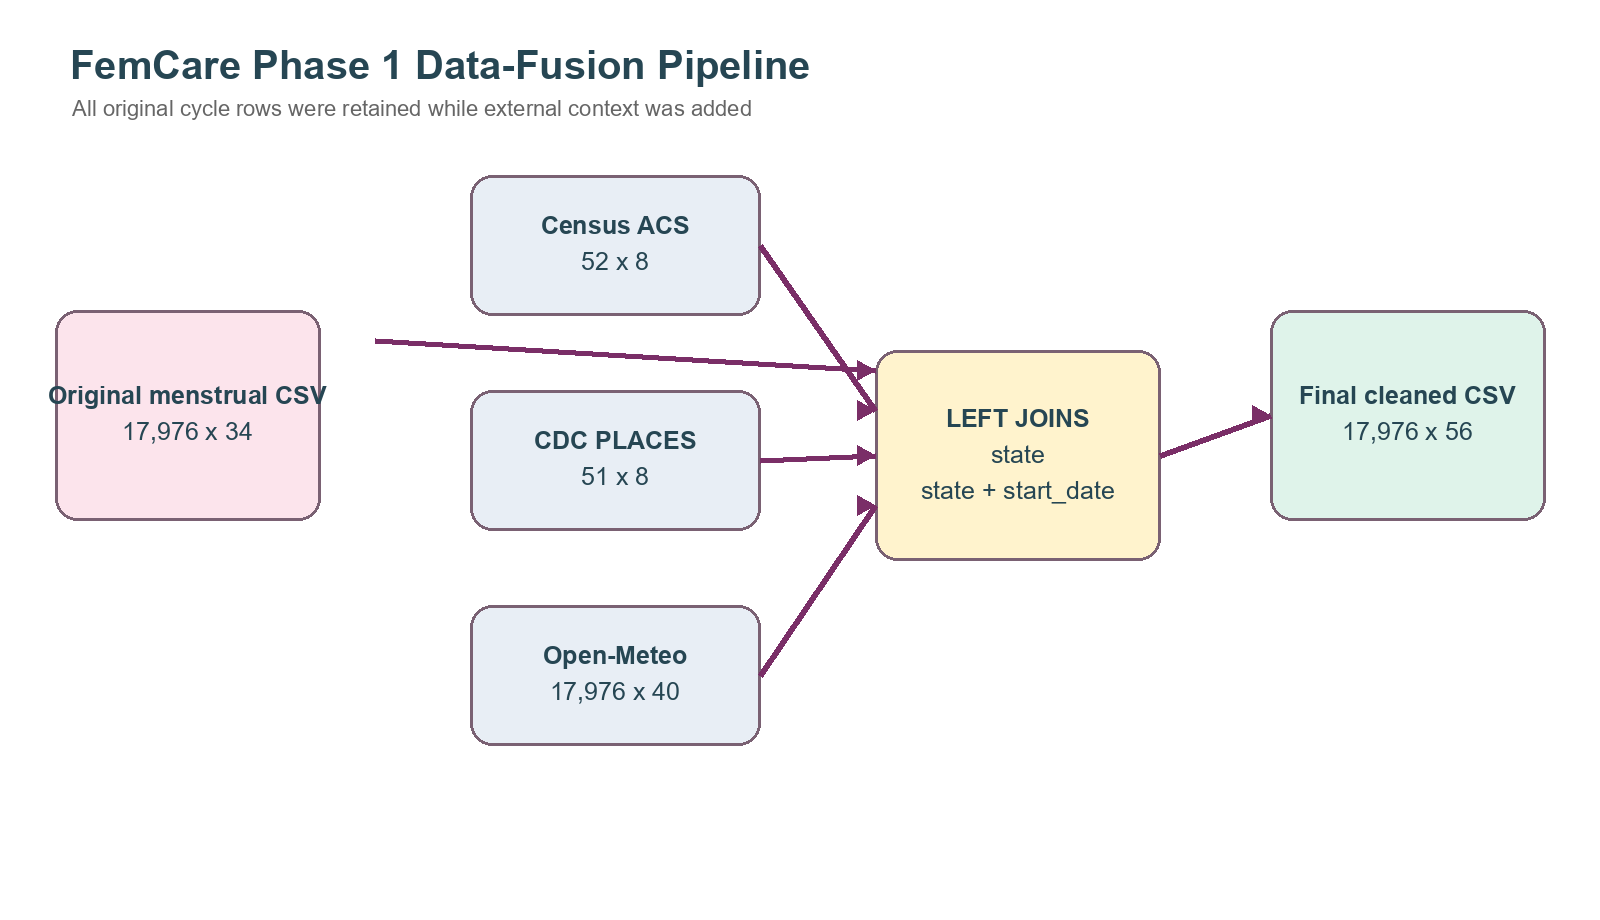 FemCare Phase 1 Data-Fusion Pipeline
All original cycle rows were retained while external context was added
Original menstrual CSV
17,976 x 34
Census ACS
52 x 8
CDC PLACES
51 x 8
Open-Meteo
17,976 x 40
LEFT JOINS
state
state + start_date
Final cleaned CSV
17,976 x 56